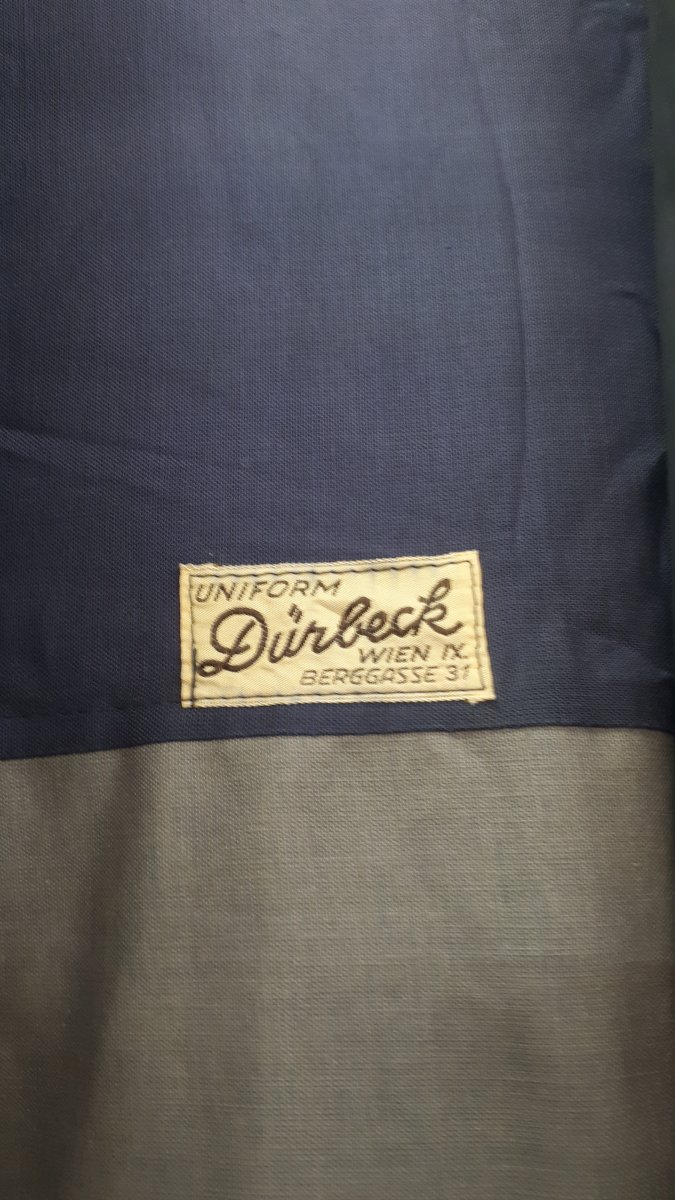 UNIFORM
Dürbeck
WIEN IX.
BERGGASSE 31